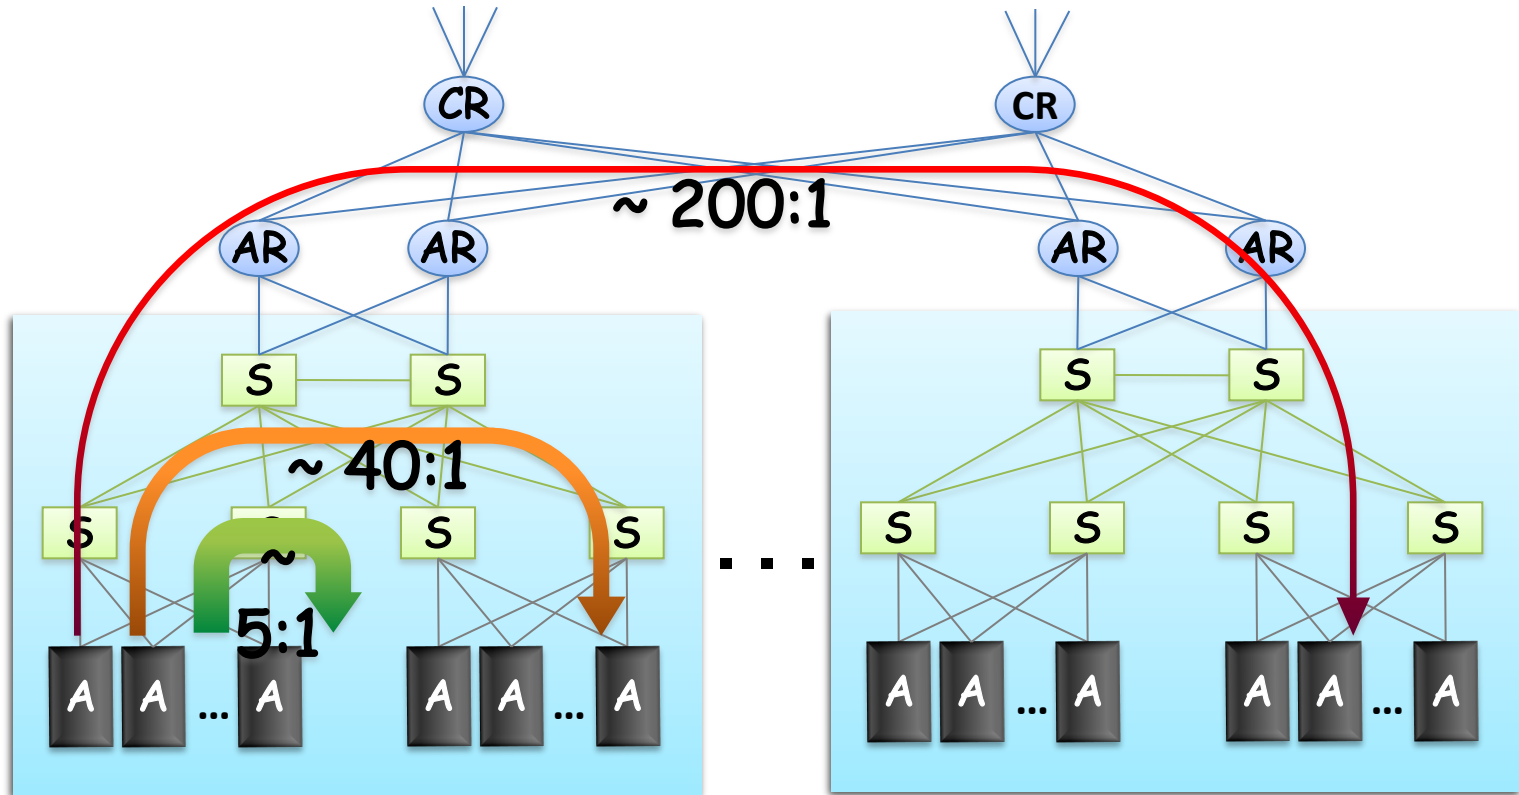 CR CR
~ 200:1
AR AR AR AR
S S S S
~ 40:1
S S S S S S S
~
5:1
A A ... A A A ... A A A ... A A A ... A
. . .